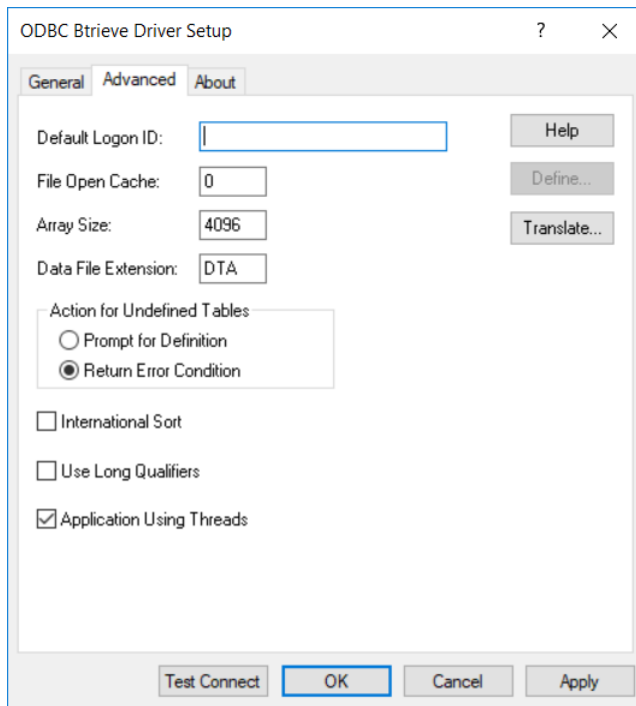 ODBC Btrieve Driver Setup ?
General Advanced About
Default Logon ID: Help
File Open Cache: 0 Define...
Array Size: 4096 Translate...
Data File Extension: DTA
Action for Undefined Tables
Prompt for Definition
Return Error Condition
International Sort
Use Long Qualifiers
Application Using Threads
Test Connect OK Cancel Apply